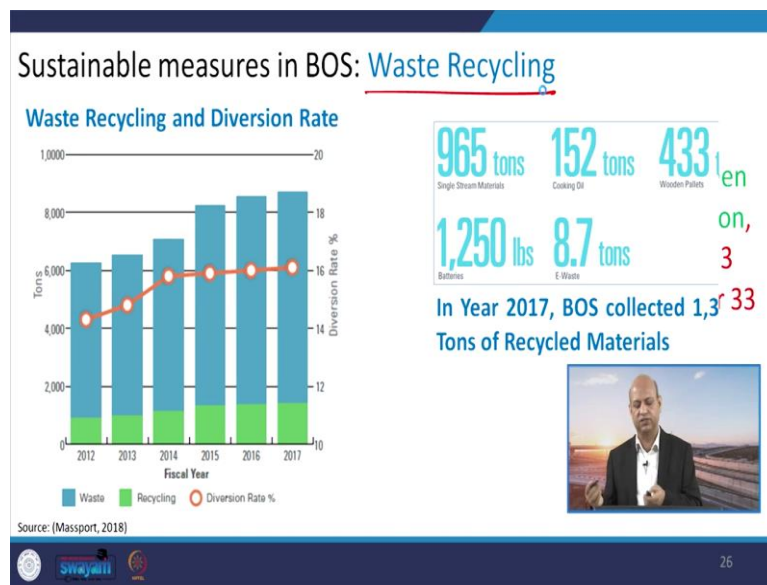 Sustainable measures in BOS: Waste Recycling
Waste Recycling and Diversion Rate
1,0000
8,000
6,000
4,000
2,000
0
Tons
20
18
16
14
12
10
Diversion Rate %
2012 2013 2014 2015 2016 2017
Fiscal Year
Waste Recycling Diversion Rate %
Source: (Massport, 2018)
965 tons 152 tons 433 t
Single Stream Materials Cooking Oil Wooden Pallets
1,250 lbs 8.7 tons
Batteries E-Waste
en
on,
3
33
In Year 2017, BOS collected 1,3
Tons of Recycled Materials
swayam
26